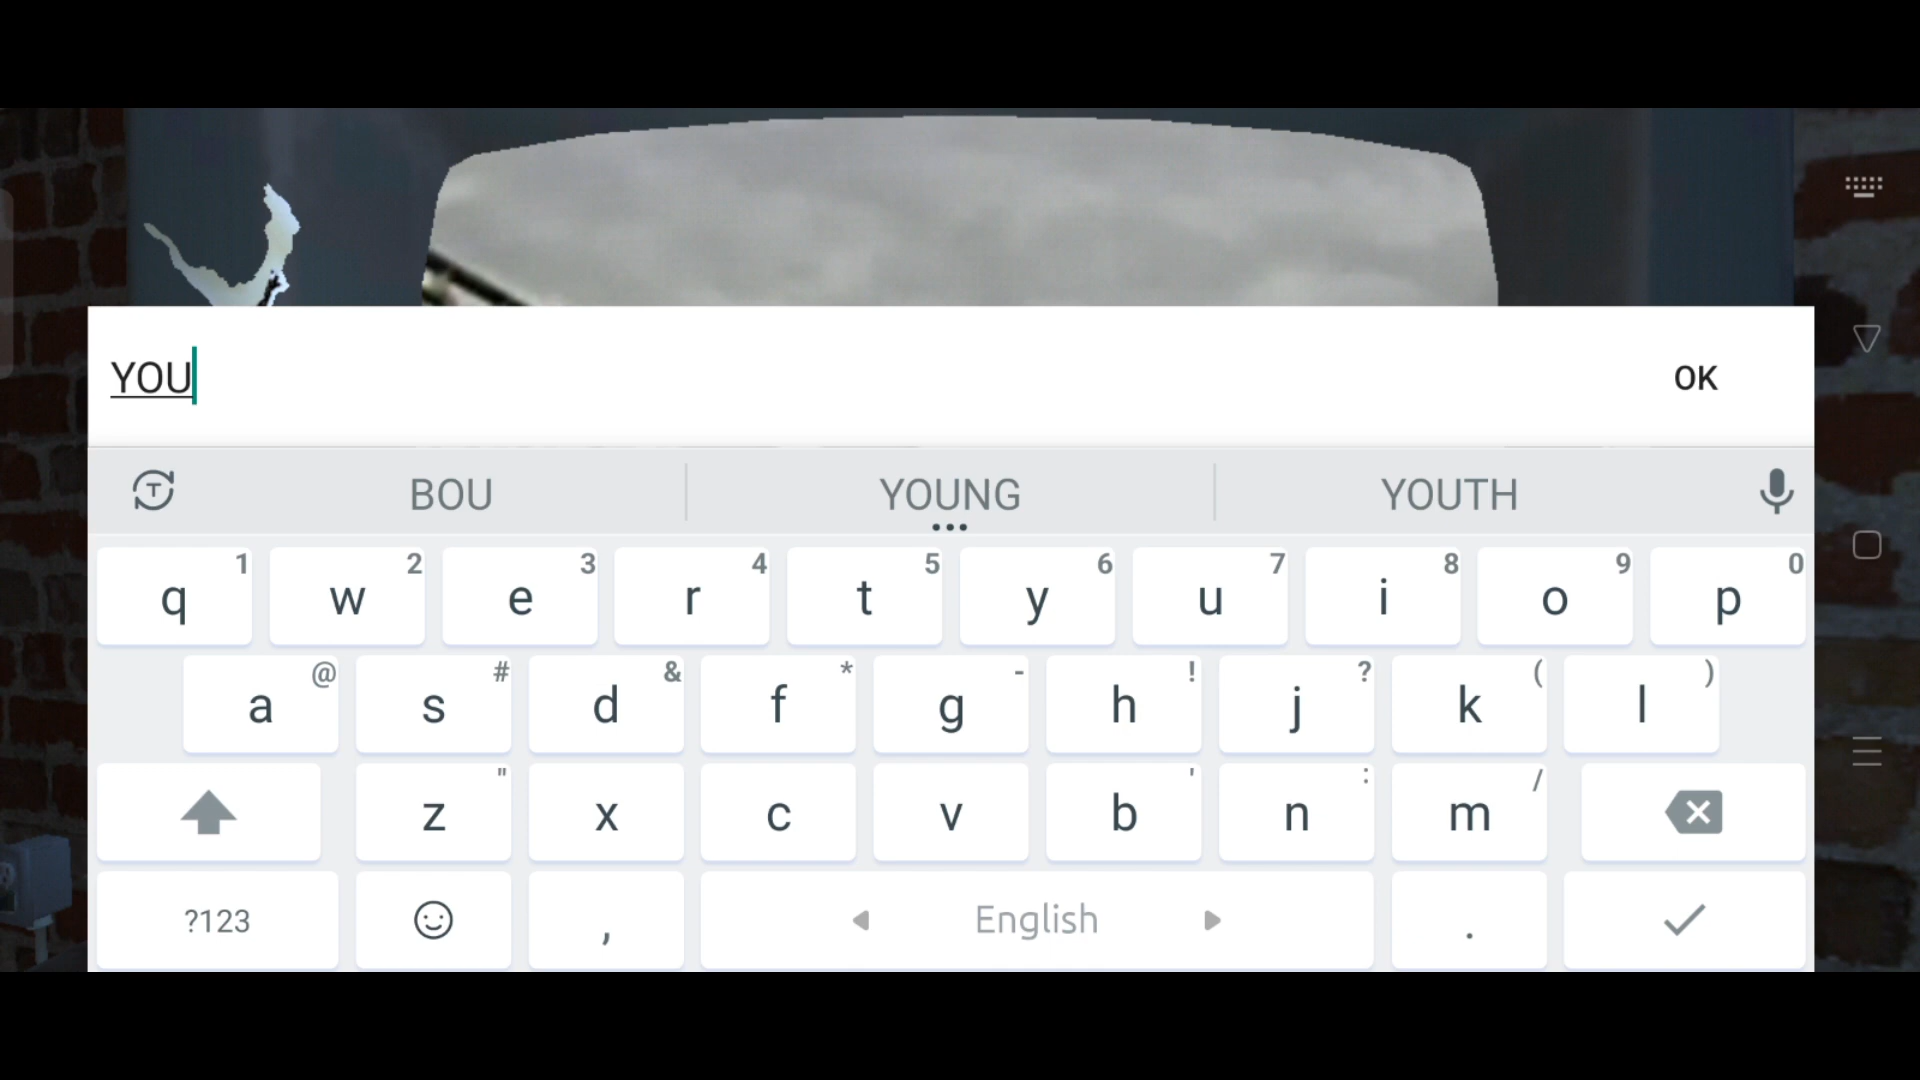 YOU
OK
T
BOU YOUNG YOUTH
q 1 w 2 e 3 r 4 t 5 y 6 u 7 i 8 o 9 p 0
a @ s # d & f * g - h ! j ? k ( l )
z " x c v b ' n : m /
?123 , English .